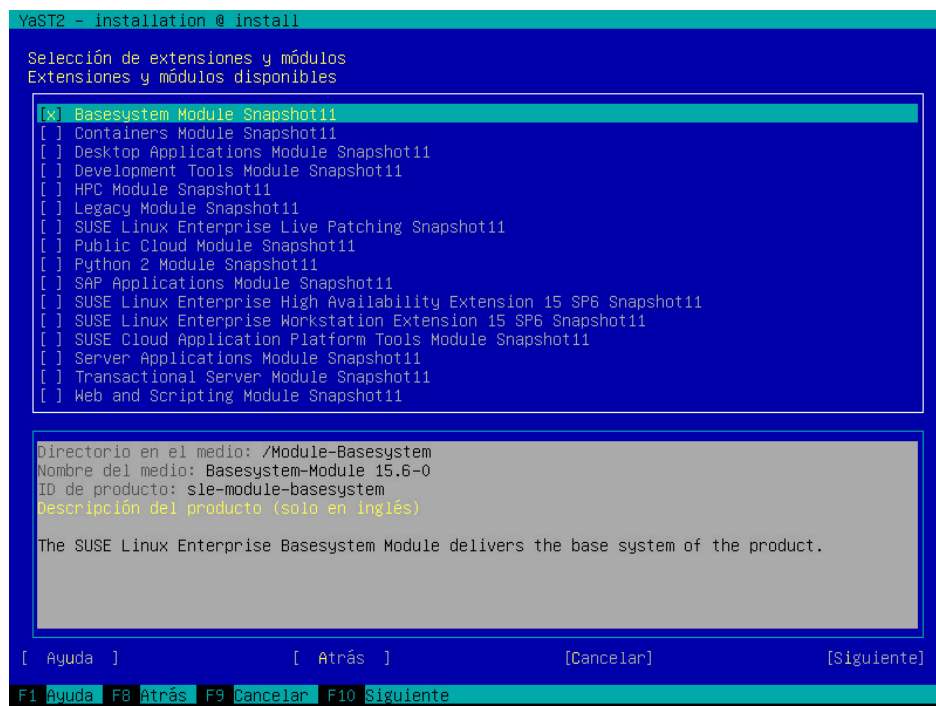 YaST2 - installation @ install
Selección de extensiones y módulos
Extensiones y módulos disponibles
[x] Basesystem Module Snapshot11
[ ] Containers Module Snapshot11
[ ] Desktop Applications Module Snapshot11
[ ] Development Tools Module Snapshot11
[ ] HPC Module Snapshot11
[ ] Legacy Module Snapshot11
[ ] SUSE Linux Enterprise Live Patching Snapshot11
[ ] Public Cloud Module Snapshot11
[ ] Python 2 Module Snapshot11
[ ] SAP Applications Module Snapshot11
[ ] SUSE Linux Enterprise High Availability Extension 15 SP6 Snapshot11
[ ] SUSE Linux Enterprise Workstation Extension 15 SP6 Snapshot11
[ ] SUSE Cloud Application Platform Tools Module Snapshot11
[ ] Server Applications Module Snapshot11
[ ] Transactional Server Module Snapshot11
[ ] Web and Scripting Module Snapshot11
Directorio en el medio: /Module-Basesystem
Nombre del medio: Basesystem-Module 15.6-0
ID de producto: sle-module-basesystem
Descripción del producto (solo en inglés)
The SUSE Linux Enterprise Basesystem Module delivers the base system of the product.
[ Ayuda ] [ Atrás ] [Cancelar] [Siguiente]
F1 Ayuda F8 Atrás F9 Cancelar F10 Siguiente